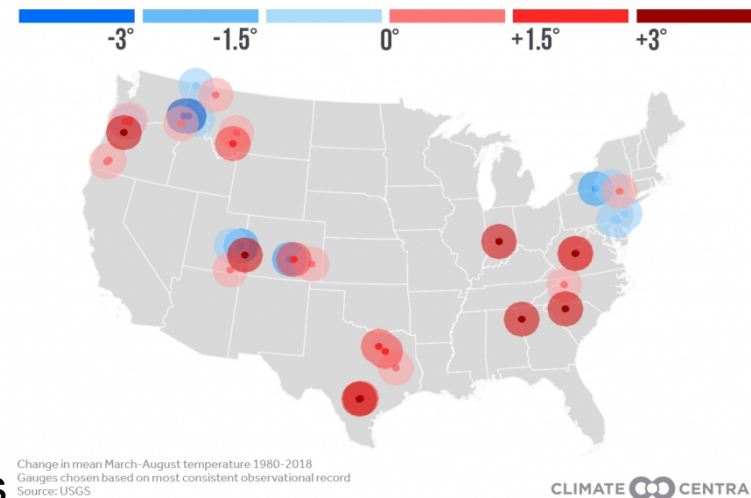 -3° -1.5° 0° +1.5° +3°
Change in mean March-August temperature 1980-2018
Gauges chosen based on most consistent observational record
Source: USGS
S
CLIMATE CENTRA